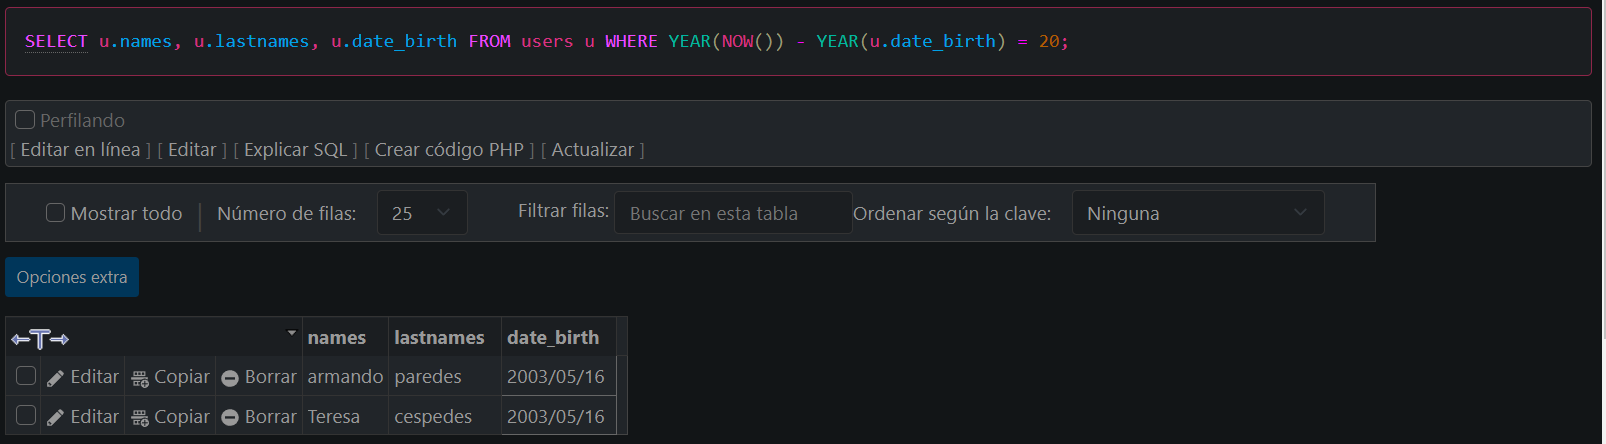 SELECT u.names, u.lastnames, u.date_birth FROM users u WHERE YEAR(NOW()) - YEAR(u.date_birth) = 20;
Perfilando
[ Editar en línea ] [ Editar ] [ Explicar SQL ] [ Crear código PHP ] [ Actualizar ]
Mostrar todo | Número de filas: 25 Filtrar filas: Buscar en esta tabla Ordenar según la clave: Ninguna
Opciones extra
names lastnames date_birth
Editar Copiar Borrar armando paredes 2003/05/16
Editar Copiar Borrar Teresa cespedes 2003/05/16